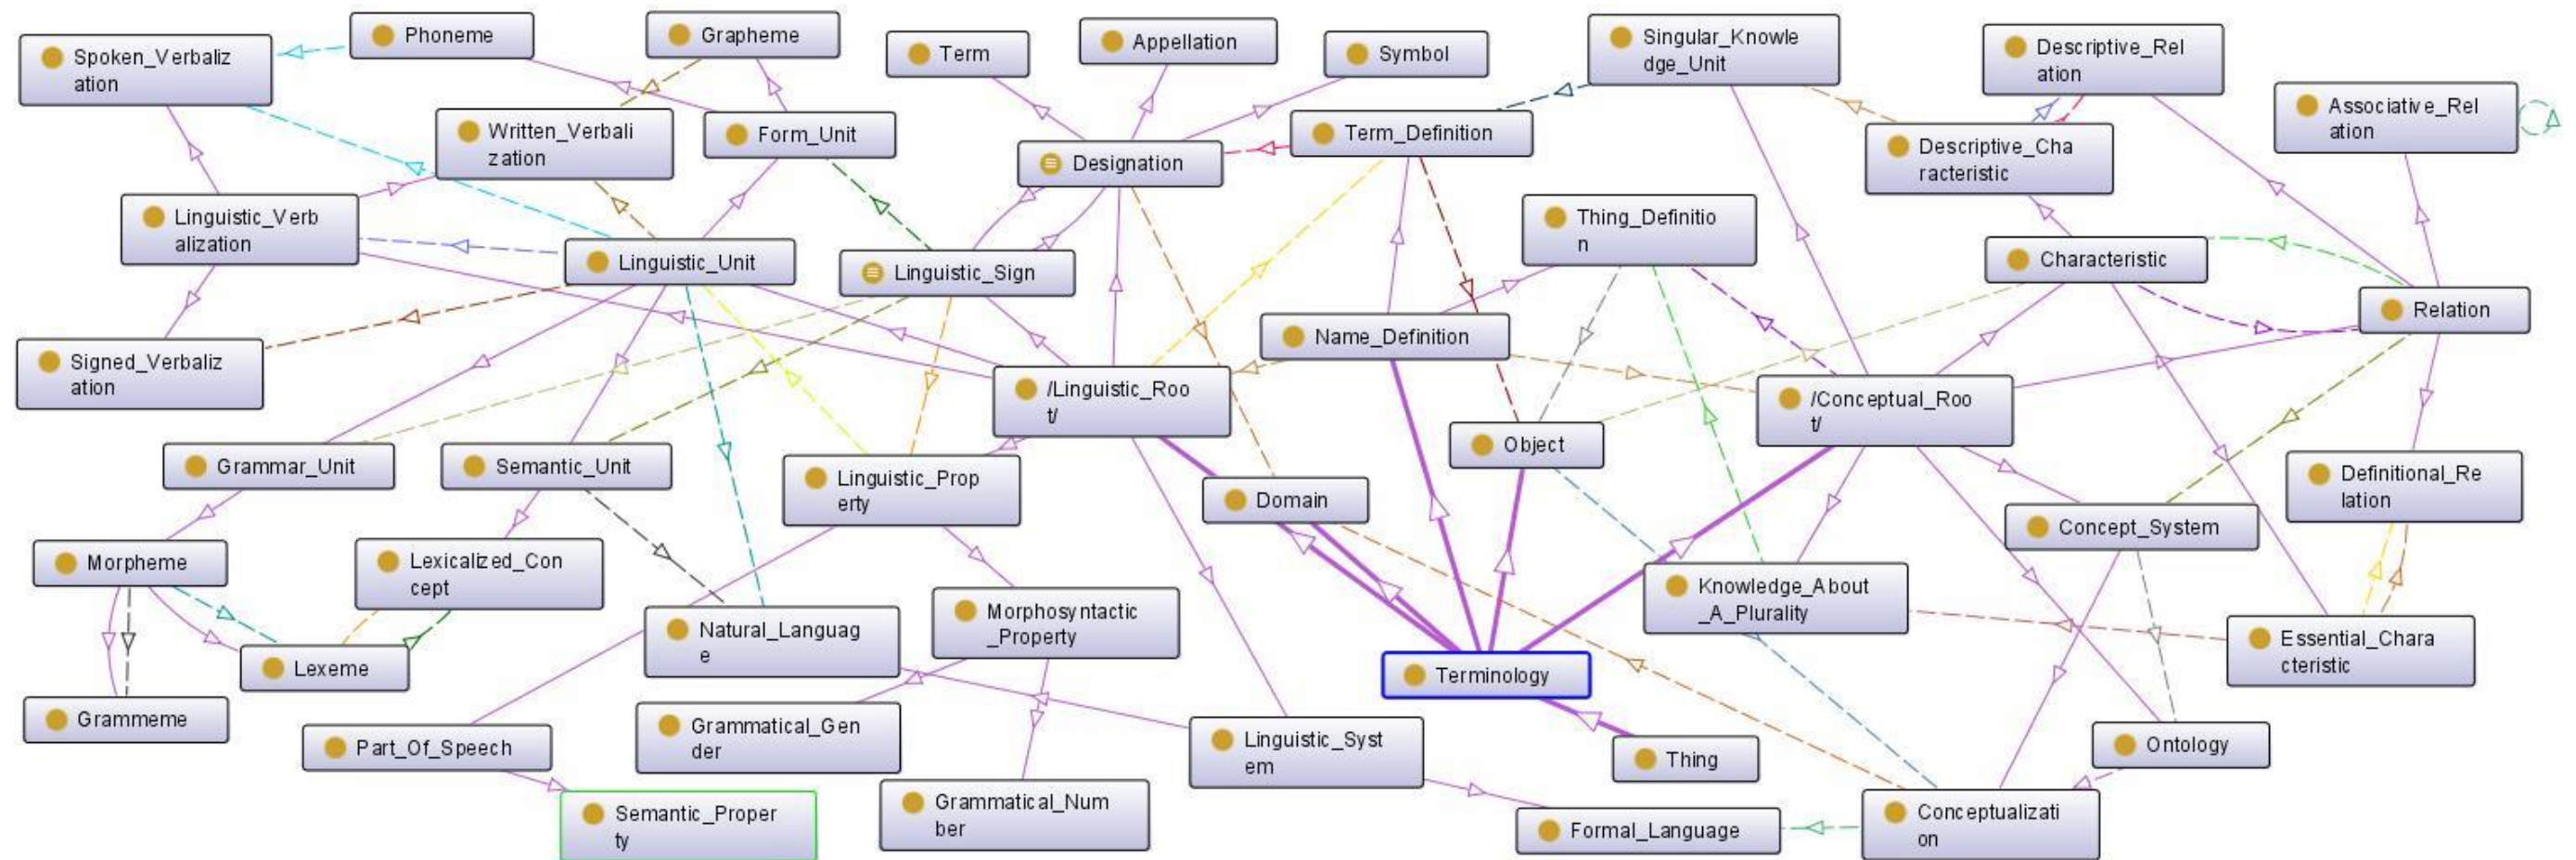 Phoneme
Grapheme
Spoken_Verbaliz
ation
Term
Appellation
Symbol
Singular_Knowle
dge_Unit
Descriptive_Rel
ation
Associative_Rel
ation
Written_Verbali
zation
Form_Unit
Designation
Term_Definition
Descriptive_Cha
racteristic
Linguistic_Verb
alization
Linguistic_Unit
Linguistic_Sign
Thing_Definitio
n
Characteristic
Relation
Signed_Verbaliz
ation
Name_Definition
/Linguistic_Roo
t/
/Conceptual_Roo
t/
Grammar_Unit
Semantic_Unit
Linguistic_Prop
erty
Domain
Object
Definitional_Re
lation
Concept_System
Morpheme
Lexicalized_Con
cept
Knowledge_About
_A_Plurality
Natural_Languag
e
Morphosyntactic
_Property
Essential_Chara
cteristic
Lexeme
Terminology
Grammeme
Part_Of_Speech
Grammatical_Gen
der
Linguistic_Syst
em
Thing
Ontology
Semantic_Proper
ty
Grammatical_Num
ber
Formal_Language
Conceptualizati
on